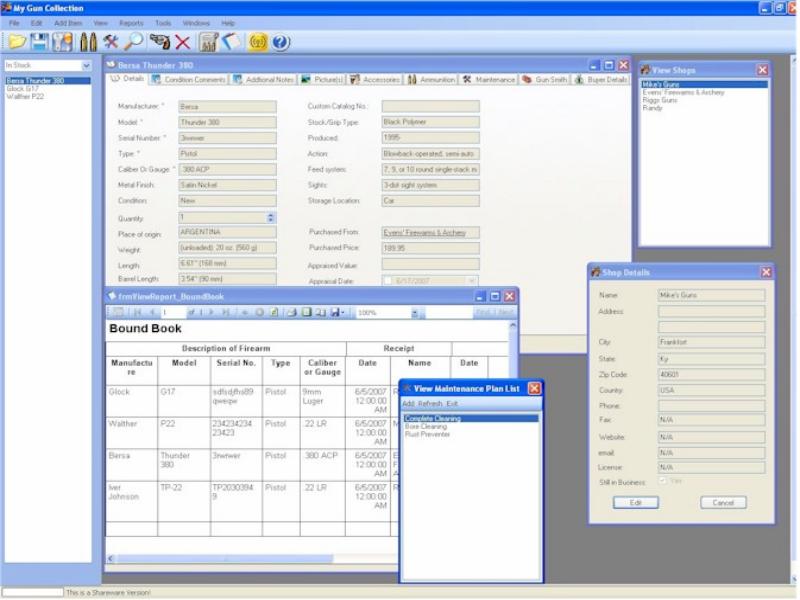 My Gun Collection
File Edit Add Item View Reports Tools Windows Help
In Stock
Bersa Thunder 380
Glock G17
Walther P22
Bersa Thunder 380
Details Condition Comments Additional Notes Picture(s) Accessories Ammunition Maintenance Gun Smith Buyer Details
Manufacturer: * Bersa Custom Catalog No.:
Model: * Thunder 380 Stock/Grip Type: Black Polymer
Serial Number: * 3rwrwer Produced: 1995-
Type: * Pistol Action: Blowback-operated, semi-auto
Caliber Or Gauge: * .380 ACP Feed system: 7, 9, or 10 round single-stack m
Metal Finish: Satin Nickel Sights: 3-dot sight system
Condition: New Storage Location: Car
Quantity: 1
Place of origin: ARGENTINA Purchased From: Evens' Firewarms & Archery
Weight: (unloaded): 20 oz. (560 g) Purchased Price: 189.95
Length: 6.61" (168 mm) Appraised Value:
Barrel Length: 3.54" (90 mm) Appraisal Date: 6/17/2007
View Shops
Mike's Guns
Evens' Firewarms & Archery
Riggs Guns
Randy
Shop Details
Name: Mike's Guns
Address:
City: Frankfort
State: Ky
Zip Code: 40601
Country: USA
Phone:
Fax: N/A
Website: N/A
email: N/A
License: N/A
Still in Business: Yes
Edit Cancel
frmViewReport_BoundBook
1 of 1 100% Find | Next
Bound Book
Description of Firearm Receipt
Manufactu
re Model Serial No. Type Caliber
or Gauge Date Name Date
Glock G17 sdfsdjfhs89
qweqw Pistol 9mm
Luger 6/5/2007
12:00:00
AM
Walther P22 234234234
23423 Pistol .22 LR 6/5/2007
12:00:00
AM
Bersa Thunder
380 3rwrwer Pistol .380 ACP 6/5/2007
12:00:00
AM
Iver
Johnson TP-22 TP2030394
9 Pistol .22 LR 6/5/2007
12:00:00
AM
View Maintenance Plan List
Add Refresh Exit
Complete Cleaning
Bore Cleaning
Rust Preventer
This is a Shareware Version!